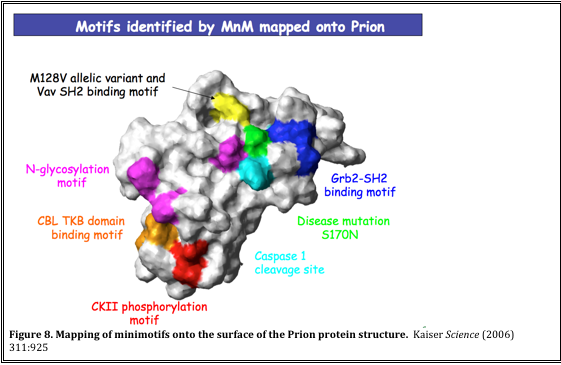 Motifs identified by MnM mapped onto Prion
M128V allelic variant and
Vav SH2 binding motif
N-glycosylation
motif
Grb2-SH2
binding motif
CBL TKB domain
binding motif
Disease mutation
S170N
Caspase 1
cleavage site
CKII phosphorylation
motif
Figure 8. Mapping of minimotifs onto the surface of the Prion protein structure. Kaiser Science (2006)
311:925